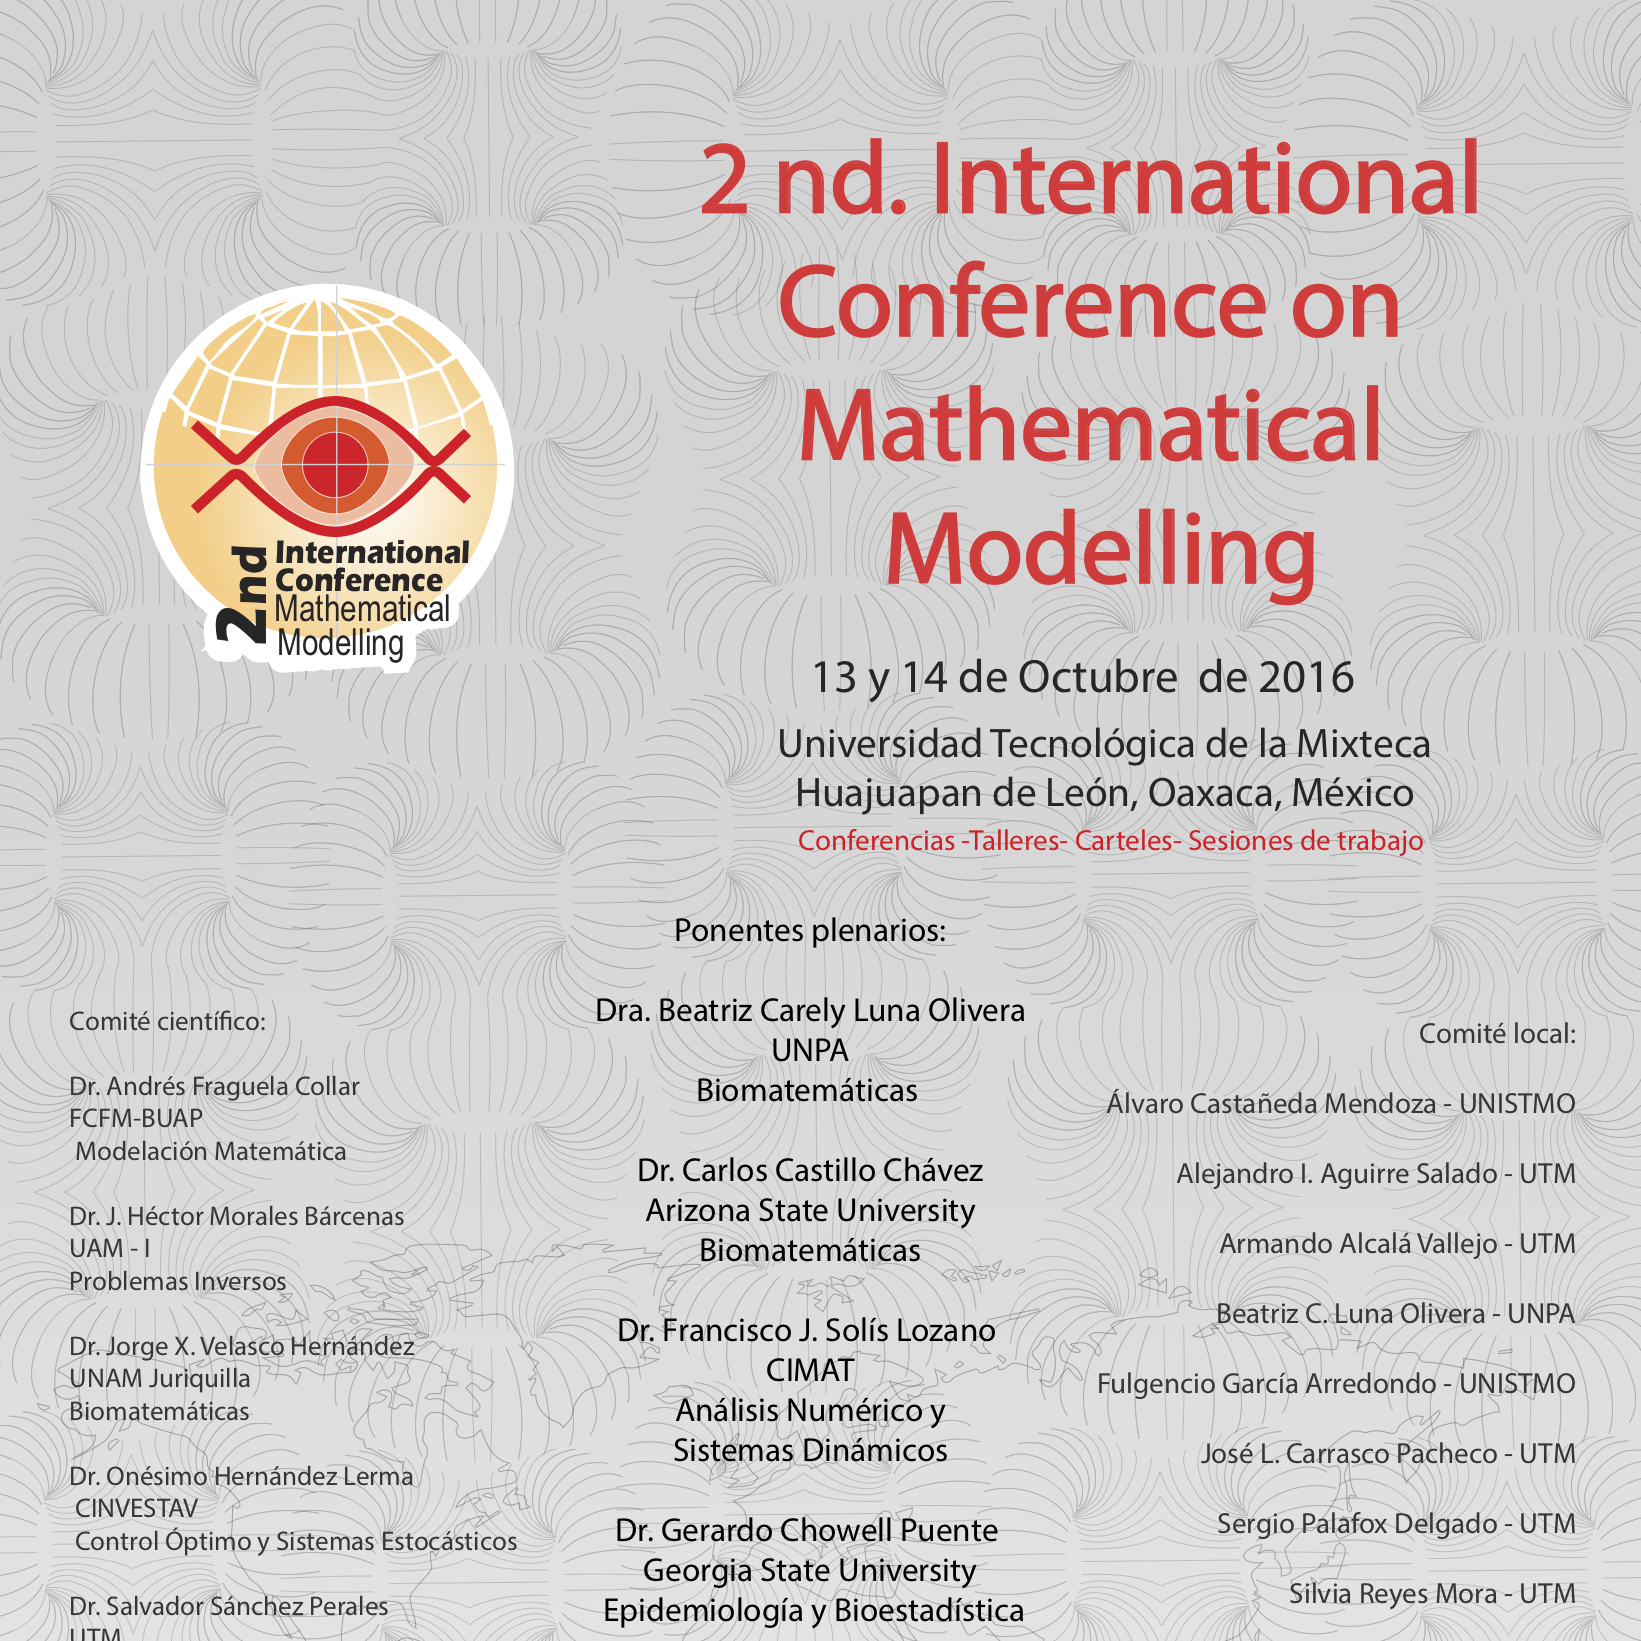 2 nd. International
Conference on
Mathematical
Modelling
2nd
International
Conference
Mathematical
Modelling
13 y 14 de Octubre de 2016
Universidad Tecnológica de la Mixteca
Huajuapan de León, Oaxaca, México
Conferencias -Talleres- Carteles- Sesiones de trabajo
Comité científico:
Dr. Andrés Fraguela Collar
FCFM-BUAP
Modelación Matemática
Dr. J. Héctor Morales Bárcenas
UAM - I
Problemas Inversos
Dr. Jorge X. Velasco Hernández
UNAM Juriquilla
Biomatemáticas
Dr. Onésimo Hernández Lerma
CINVESTAV
Control Óptimo y Sistemas Estocásticos
Dr. Salvador Sánchez Perales
UTM
Ponentes plenarios:
Dra. Beatriz Carely Luna Olivera
UNPA
Biomatemáticas
Dr. Carlos Castillo Chávez
Arizona State University
Biomatemáticas
Dr. Francisco J. Solís Lozano
CIMAT
Análisis Numérico y
Sistemas Dinámicos
Dr. Gerardo Chowell Puente
Georgia State University
Epidemiología y Bioestadística
Comité local:
Álvaro Castañeda Mendoza - UNISTMO
Alejandro I. Aguirre Salado - UTM
Armando Alcalá Vallejo - UTM
Beatriz C. Luna Olivera - UNPA
Fulgencio García Arredondo - UNISTMO
José L. Carrasco Pacheco - UTM
Sergio Palafox Delgado - UTM
Silvia Reyes Mora - UTM